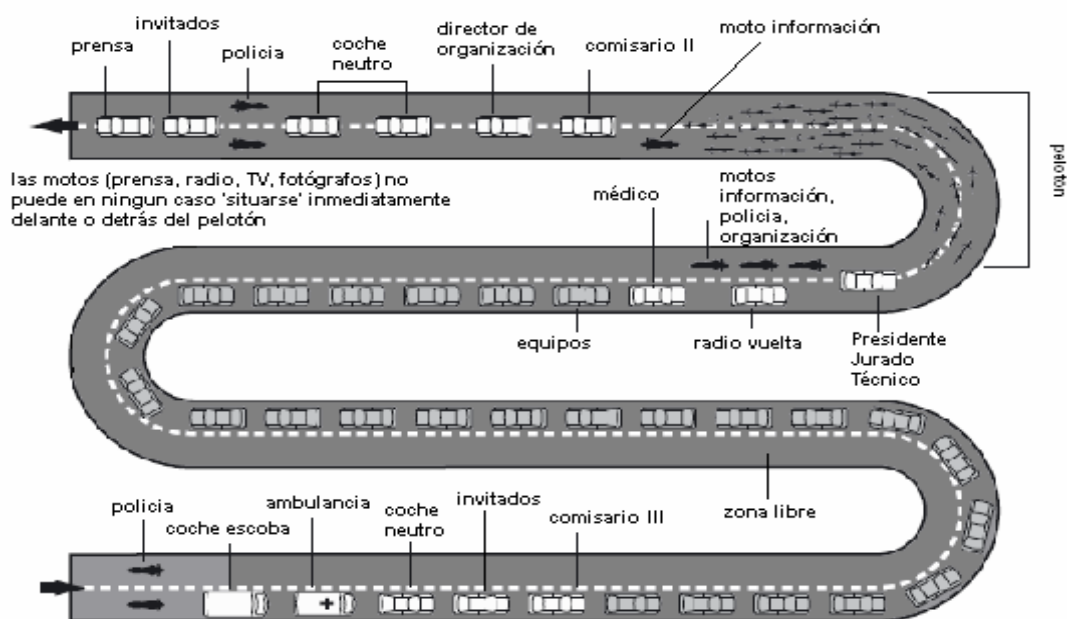 invitados
prensa
policia
coche
neutro
director de
organización
comisario II
moto información
pelotón
las motos (prensa, radio, TV, fotógrafos) no
puede en ningun caso 'situarse' inmediatamente
delante o detrás del pelotón
médico
motos
información,
policia,
organización
equipos
radio vuelta
Presidente
Jurado
Técnico
policia
coche escoba
ambulancia
coche
neutro
invitados
comisario III
zona libre